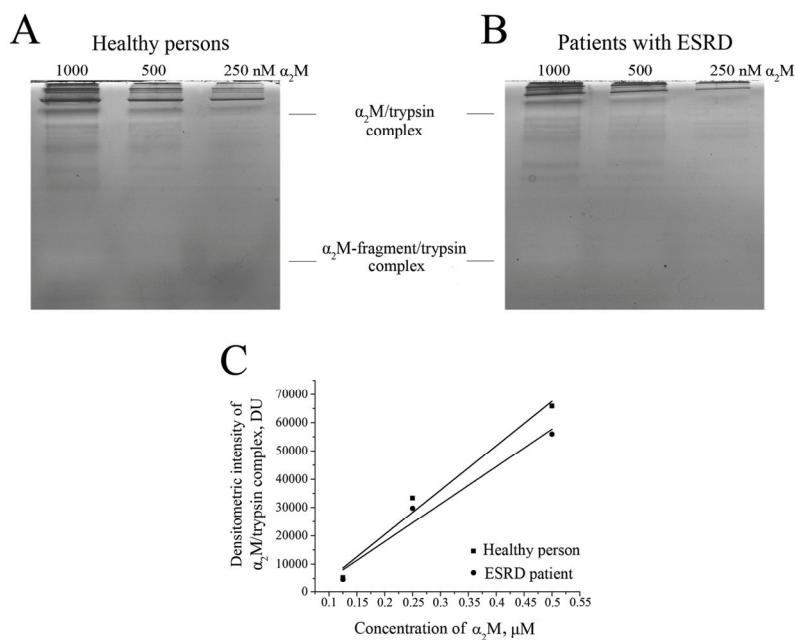 A
Healthy persons
1000 500 250 nM α₂M
B
Patients with ESRD
1000 500 250 nM α₂M
α₂M/trypsin
complex
α₂M-fragment/trypsin
complex
C
Densitometric intensity of
α₂M/trypsin complex, DU
70000
60000
50000
40000
30000
20000
10000
0
0.1 0.15 0.2 0.25 0.3 0.35 0.4 0.45 0.5 0.55
Healthy person
ESRD patient
Concentration of α₂M, μM